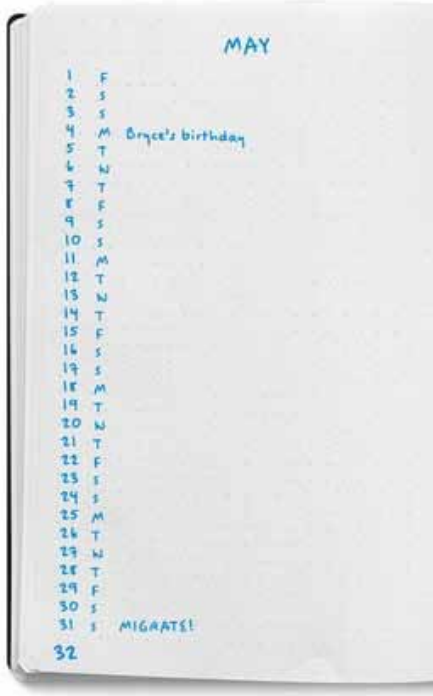 MAY
1 F
2 S
3 S
4 M Bryce's birthday
5 T
6 W
7 T
8 F
9 S
10 S
11 M
12 T
13 W
14 T
15 F
16 S
17 S
18 M
19 T
20 W
21 T
22 F
23 S
24 S
25 M
26 T
27 W
28 T
29 F
30 S
31 S MIGRATE!
32